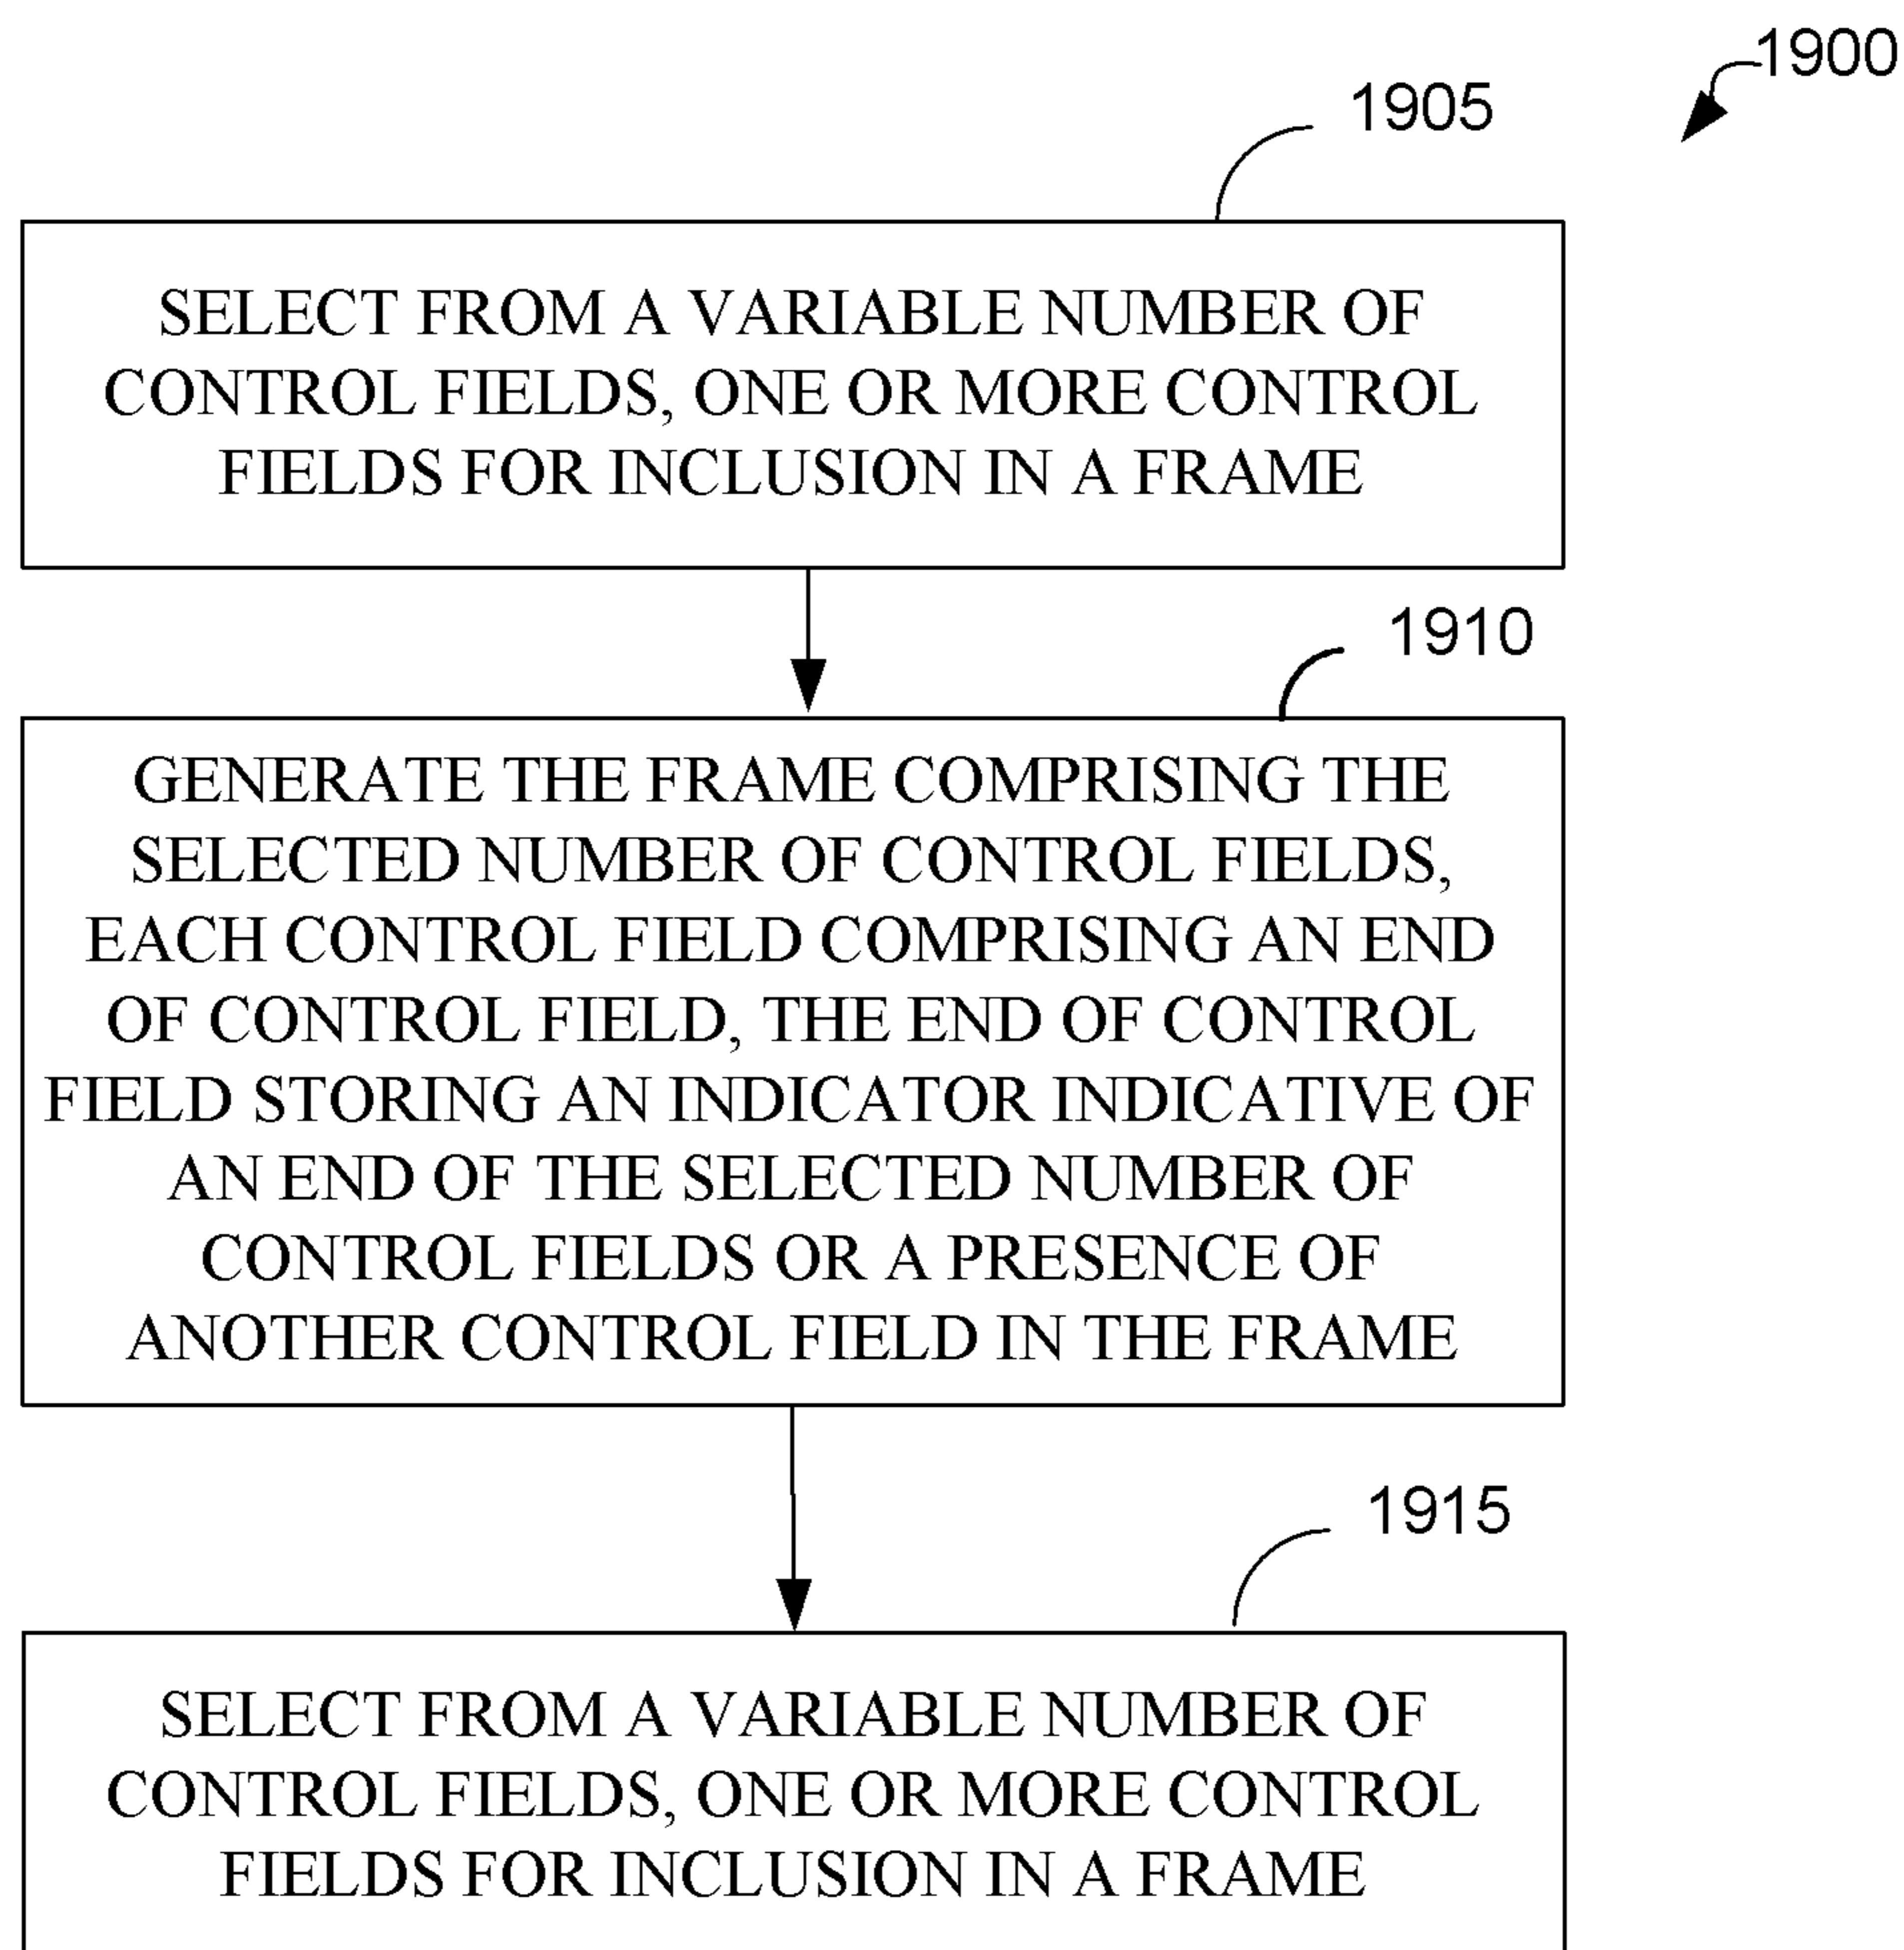 1900
1905
SELECT FROM A VARIABLE NUMBER OF
CONTROL FIELDS, ONE OR MORE CONTROL
FIELDS FOR INCLUSION IN A FRAME
1910
GENERATE THE FRAME COMPRISING THE
SELECTED NUMBER OF CONTROL FIELDS,
EACH CONTROL FIELD COMPRISING AN END
OF CONTROL FIELD, THE END OF CONTROL
FIELD STORING AN INDICATOR INDICATIVE OF
AN END OF THE SELECTED NUMBER OF
CONTROL FIELDS OR A PRESENCE OF
ANOTHER CONTROL FIELD IN THE FRAME
1915
SELECT FROM A VARIABLE NUMBER OF
CONTROL FIELDS, ONE OR MORE CONTROL
FIELDS FOR INCLUSION IN A FRAME